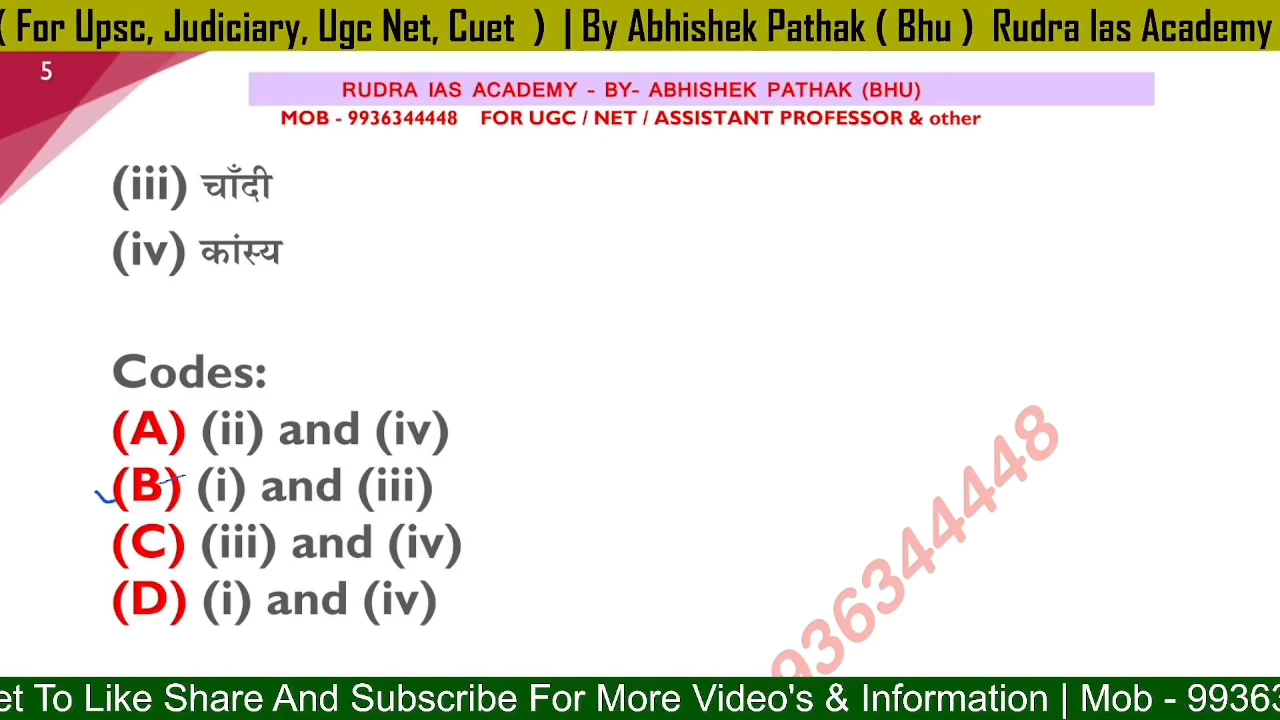 ( For Upsc, Judiciary, Ugc Net, Cuet ) | By Abhishek Pathak ( Bhu ) Rudra Ias Academy
5
RUDRA IAS ACADEMY - BY- ABHISHEK PATHAK (BHU)
MOB - 9936344448 FOR UGC / NET / ASSISTANT PROFESSOR & other
(iii) चाँदी
(iv) कांस्य
Codes:
(A) (ii) and (iv)
(B) (i) and (iii)
(C) (iii) and (iv)
(D) (i) and (iv)
936344448
et To Like Share And Subscribe For More Video's & Information | Mob - 99363